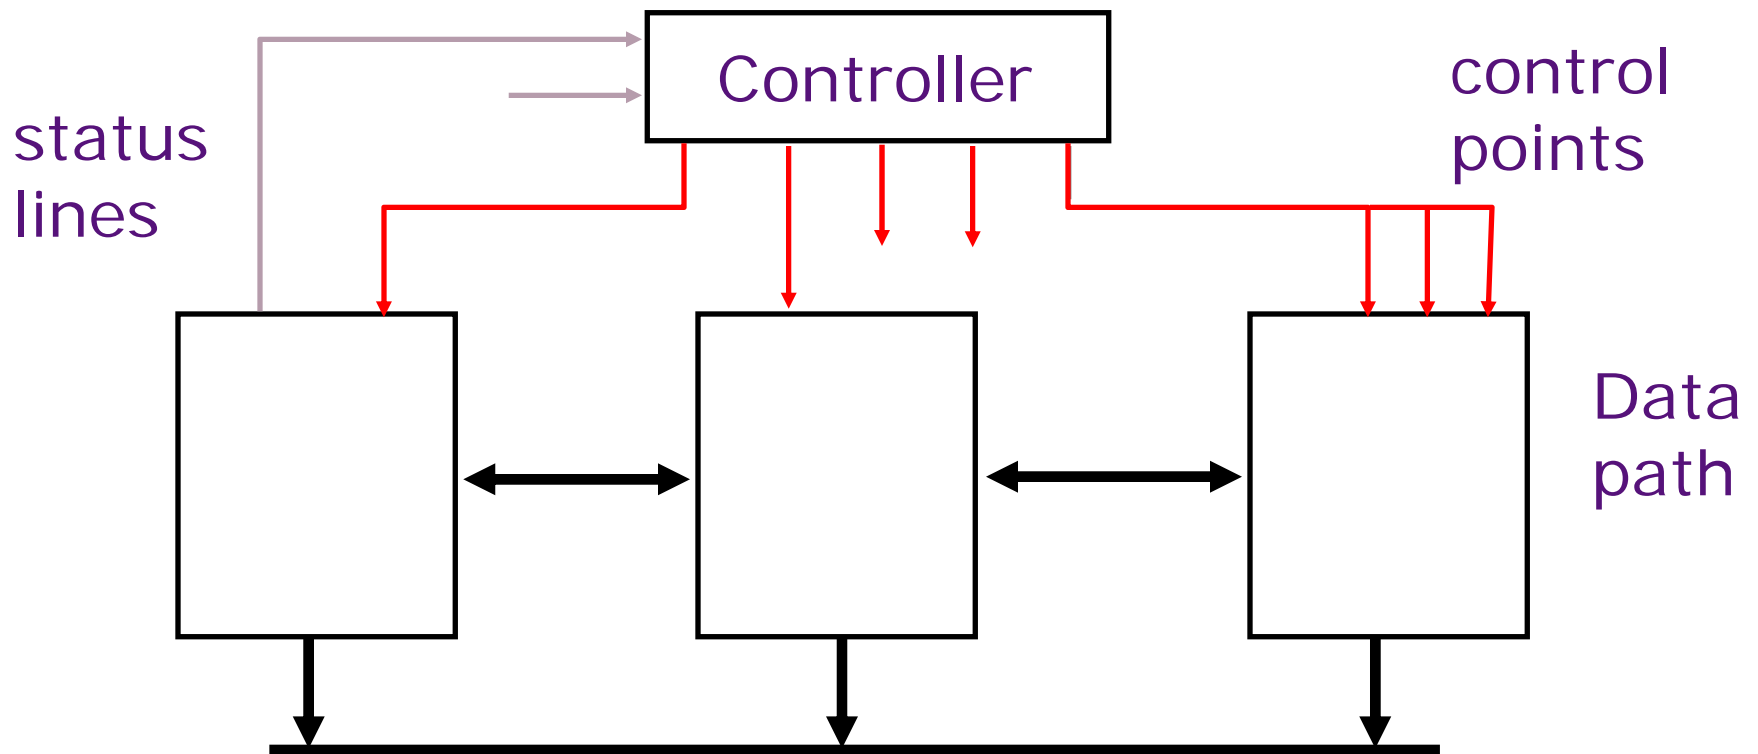 Controller
control
points
status
lines
Data
path